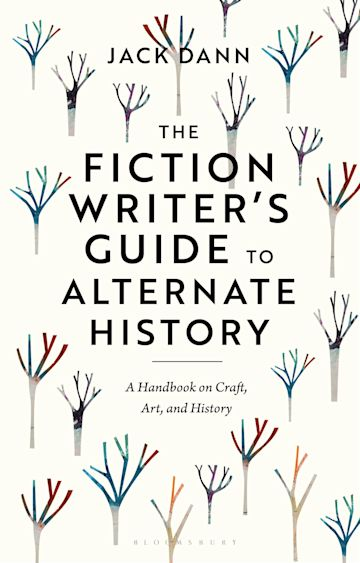 JACK DANN
THE
FICTION
WRITER'S
GUIDE TO
ALTERNATE
HISTORY
A Handbook on Craft,
Art, and History
BLOOMSBURY